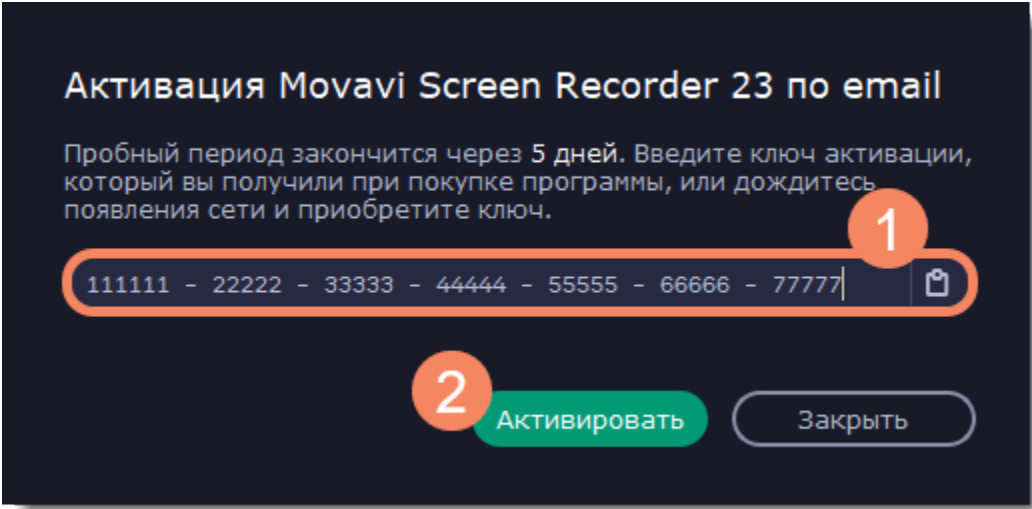 Активация Movavi Screen Recorder 23 по email
Пробный период закончится через 5 дней. Введите ключ активации,
который вы получили при покупке программы, или дождитесь
появления сети и приобретите ключ.
1
111111 - 22222 - 33333 - 44444 - 55555 - 66666 - 77777
2
Активировать
Закрыть